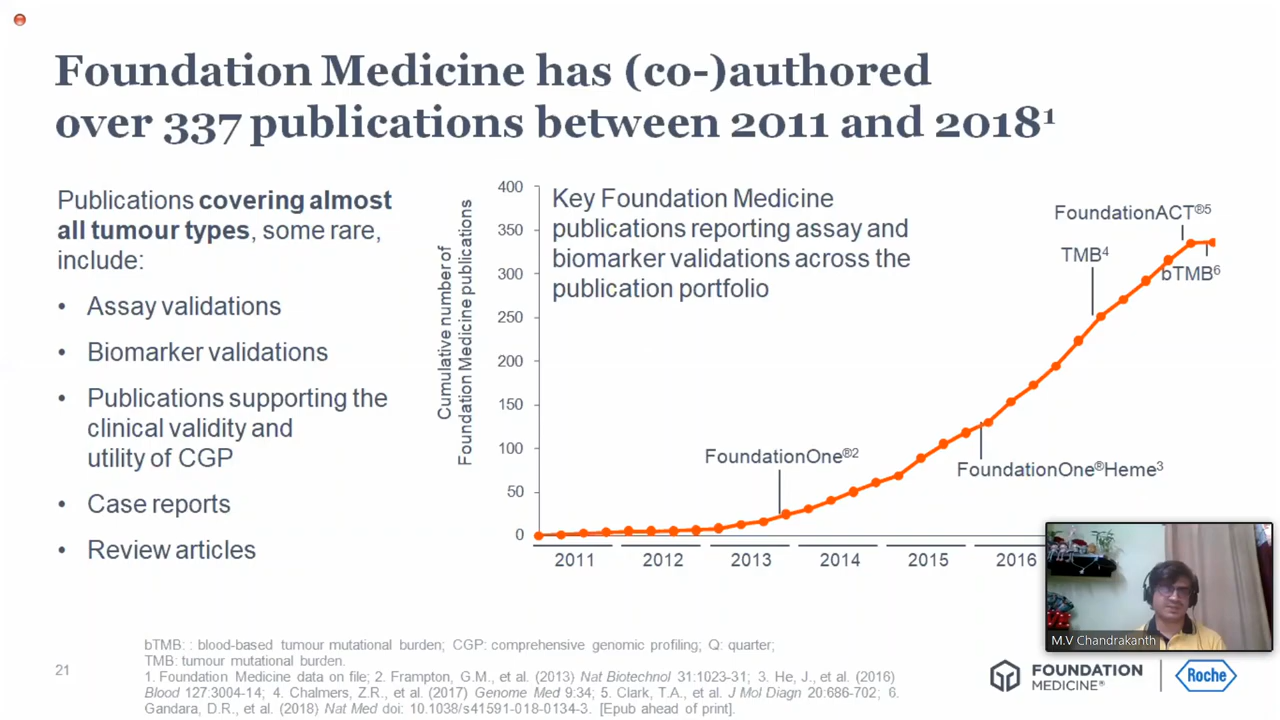 Foundation Medicine has (co-)authored
over 337 publications between 2011 and 2018¹
Publications covering almost
all tumour types, some rare,
include:
• Assay validations
• Biomarker validations
• Publications supporting the
clinical validity and
utility of CGP
• Case reports
• Review articles
Cumulative number of
Foundation Medicine publications
400
350
300
250
200
150
100
50
0
Key Foundation Medicine
publications reporting assay and
biomarker validations across the
publication portfolio
FoundationACT®5
TMB⁴
bTMB⁶
FoundationOne®2
FoundationOne®Heme³
2011 2012 2013 2014 2015 2016
M.V Chandrakanth
bTMB: : blood-based tumour mutational burden; CGP: comprehensive genomic profiling; Q: quarter;
TMB: tumour mutational burden.
1. Foundation Medicine data on file; 2. Frampton, G.M., et al. (2013) Nat Biotechnol 31:1023-31; 3. He, J., et al. (2016)
Blood 127:3004-14; 4. Chalmers, Z.R., et al. (2017) Genome Med 9:34; 5. Clark, T.A., et al. J Mol Diagn 20:686-702; 6.
Gandara, D.R., et al. (2018) Nat Med doi: 10.1038/s41591-018-0134-3. [Epub ahead of print].
21
FOUNDATION
MEDICINE®
Roche